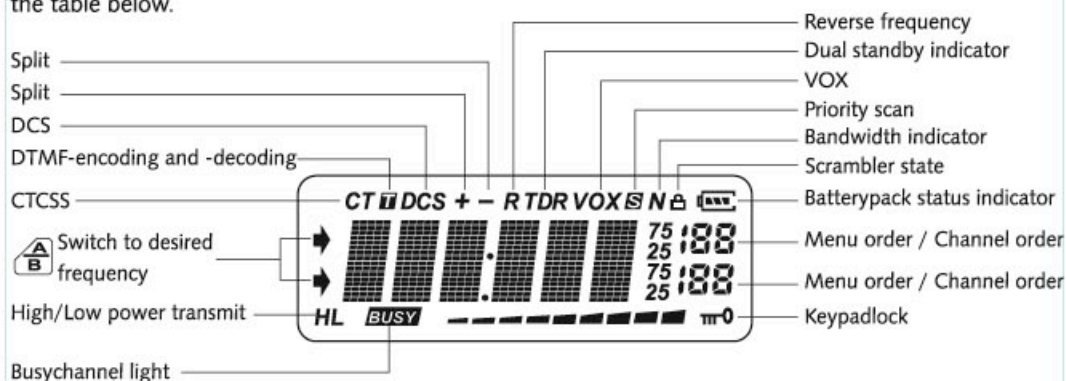 the table below.
Reverse frequency
Dual standby indicator
VOX
Priority scan
Bandwidth indicator
Scrambler state
Batterypack status indicator
Menu order / Channel order
Menu order / Channel order
Keypadlock
Split
Split
DCS
DTMF-encoding and -decoding
CTCSS
A
B
Switch to desired
frequency
High/Low power transmit
Busychannel light
CT T DCS + − R TDR VOX S N
75 188
25
75 188
25
HL BUSY